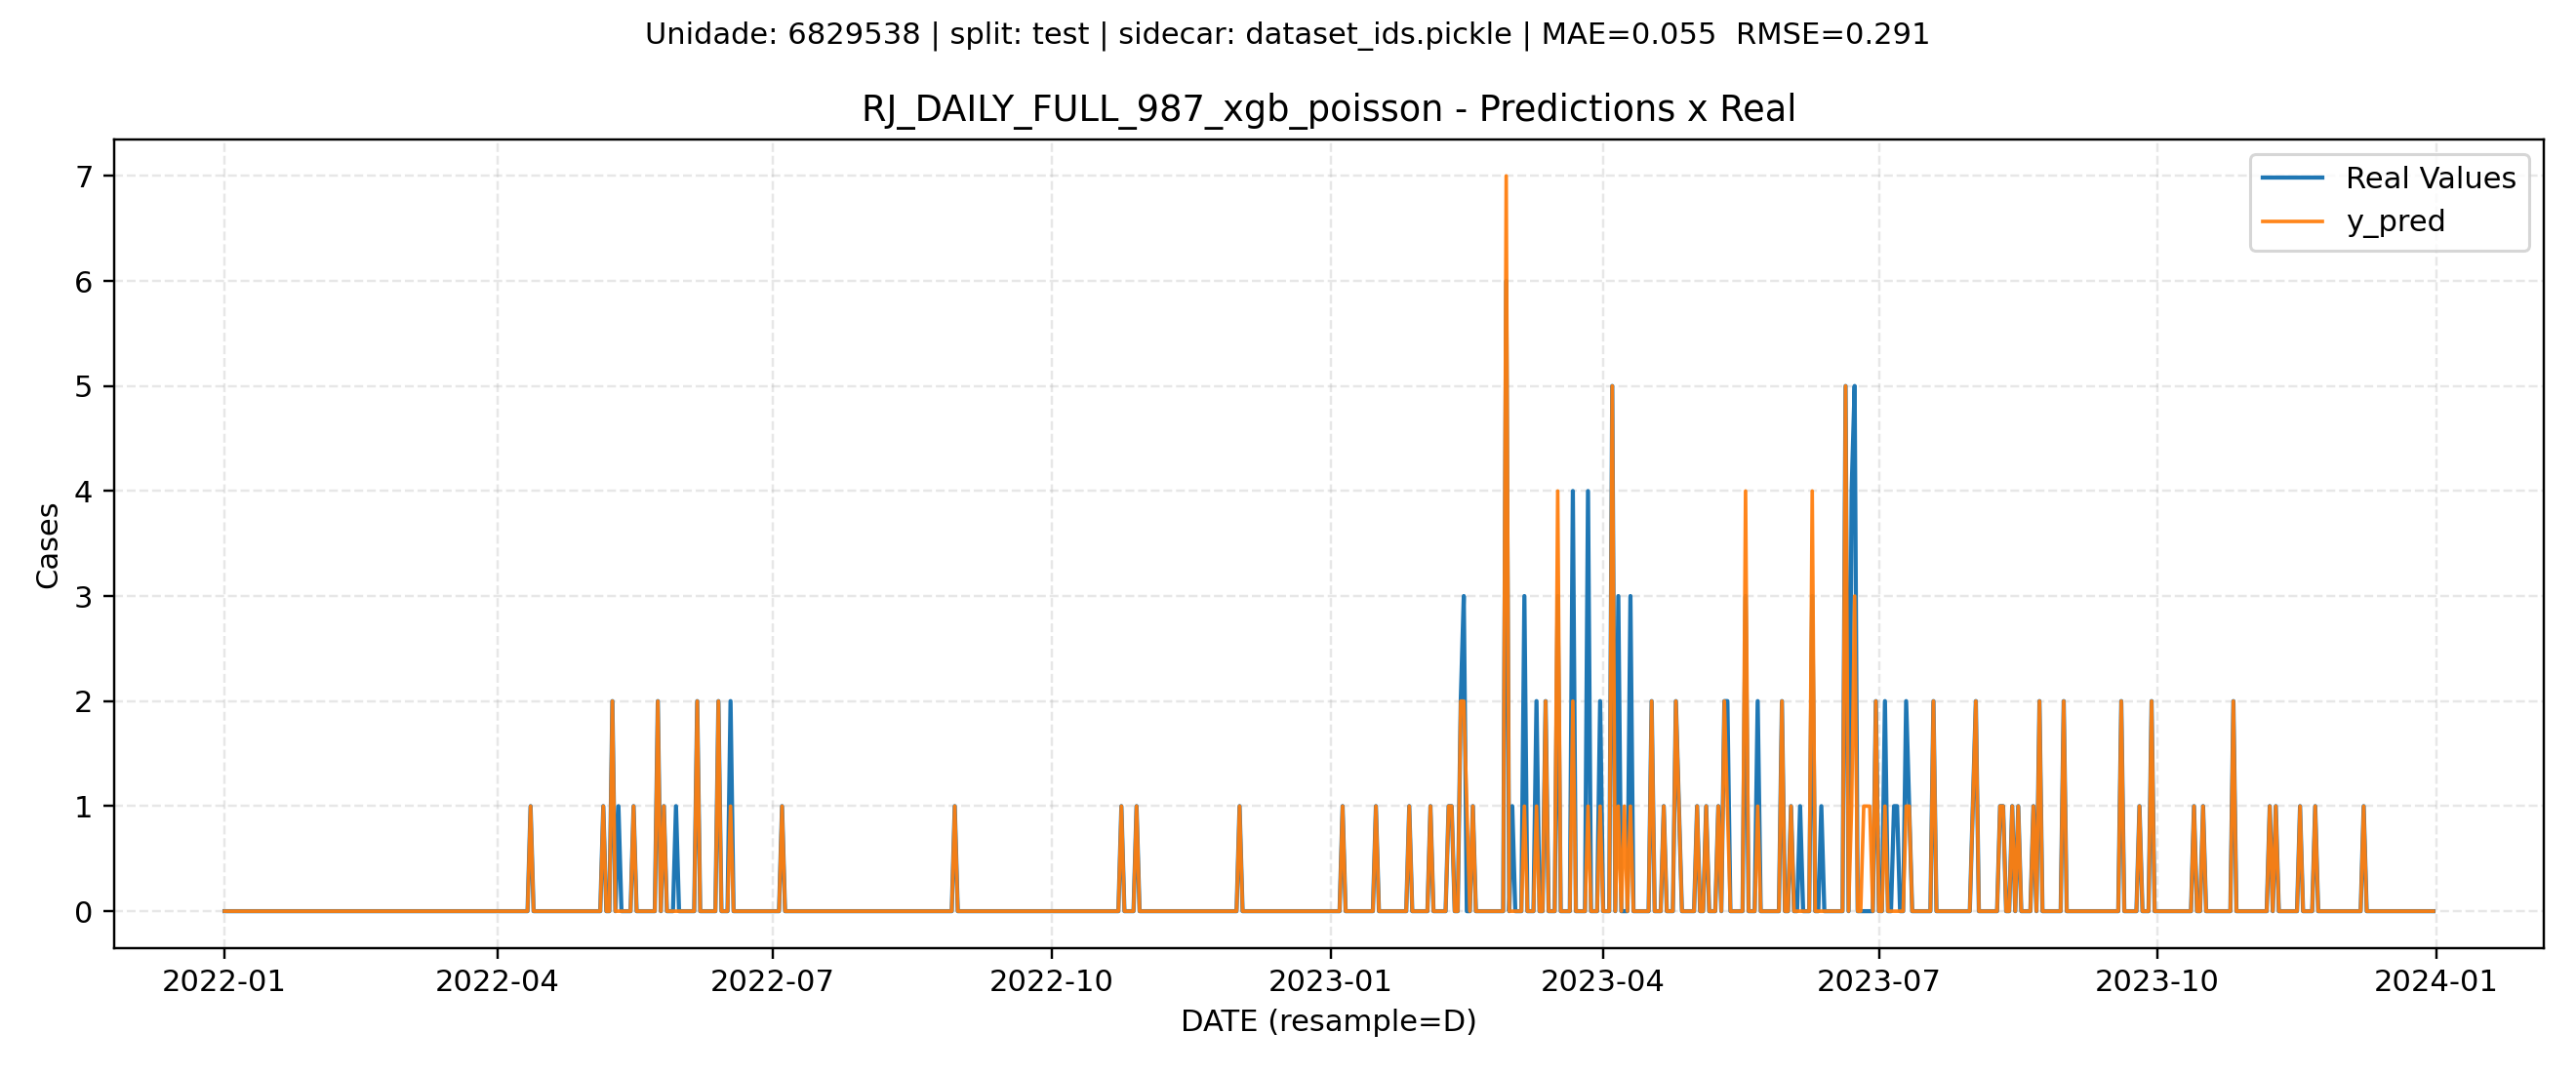 Unidade: 6829538 | split: test | sidecar: dataset_ids.pickle | MAE=0.055  RMSE=0.291
RJ_DAILY_FULL_987_xgb_poisson - Predictions x Real
Real Values
y_pred
Cases
7
6
5
4
3
2
1
0
2022-01 2022-04 2022-07 2022-10 2023-01 2023-04 2023-07 2023-10 2024-01
DATE (resample=D)